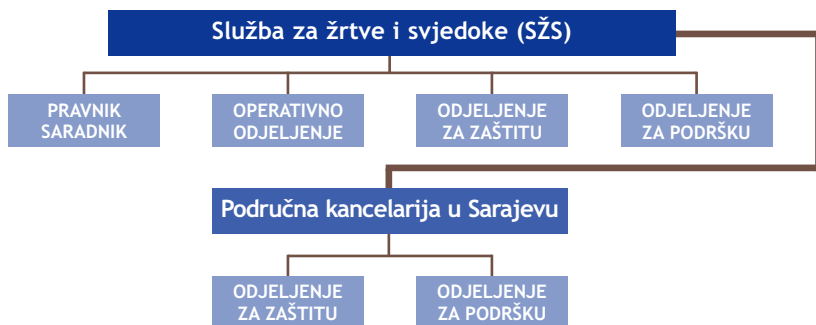 Služba za žrtve i svjedoke (SŽS)
PRAVNIK
SARADNIK
OPERATIVNO
ODJELJENJE
ODJELJENJE
ZA ZAŠTITU
ODJELJENJE
ZA PODRŠKU
Područna kancelarija u Sarajevu
ODJELJENJE
ZA ZAŠTITU
ODJELJENJE
ZA PODRŠKU